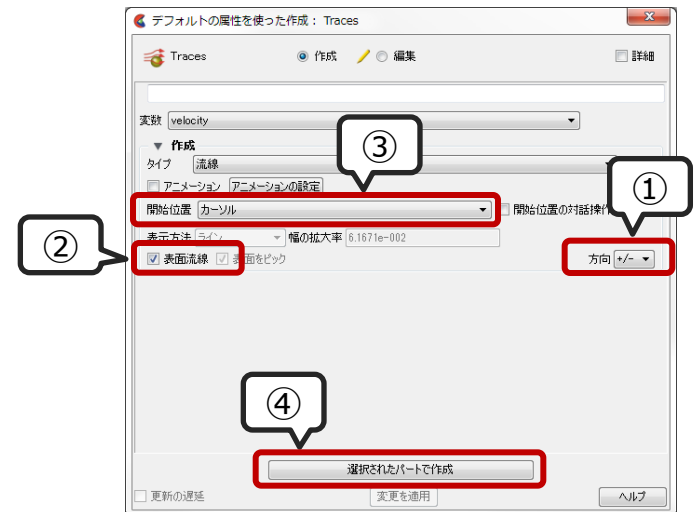 デフォルトの属性を使った作成： Traces
Traces 作成 編集 詳細
変数 velocity
▼ 作成
③
タイプ 流線
①
アニメーション アニメーションの設定
開始位置 カーソル 開始位置の対話操作
②
表示方法 ライン 幅の拡大率 6.1671e-002
表面流線 表面をピック 方向 +/-
④
選択されたパートで作成
更新の遅延 変更を適用 ヘルプ